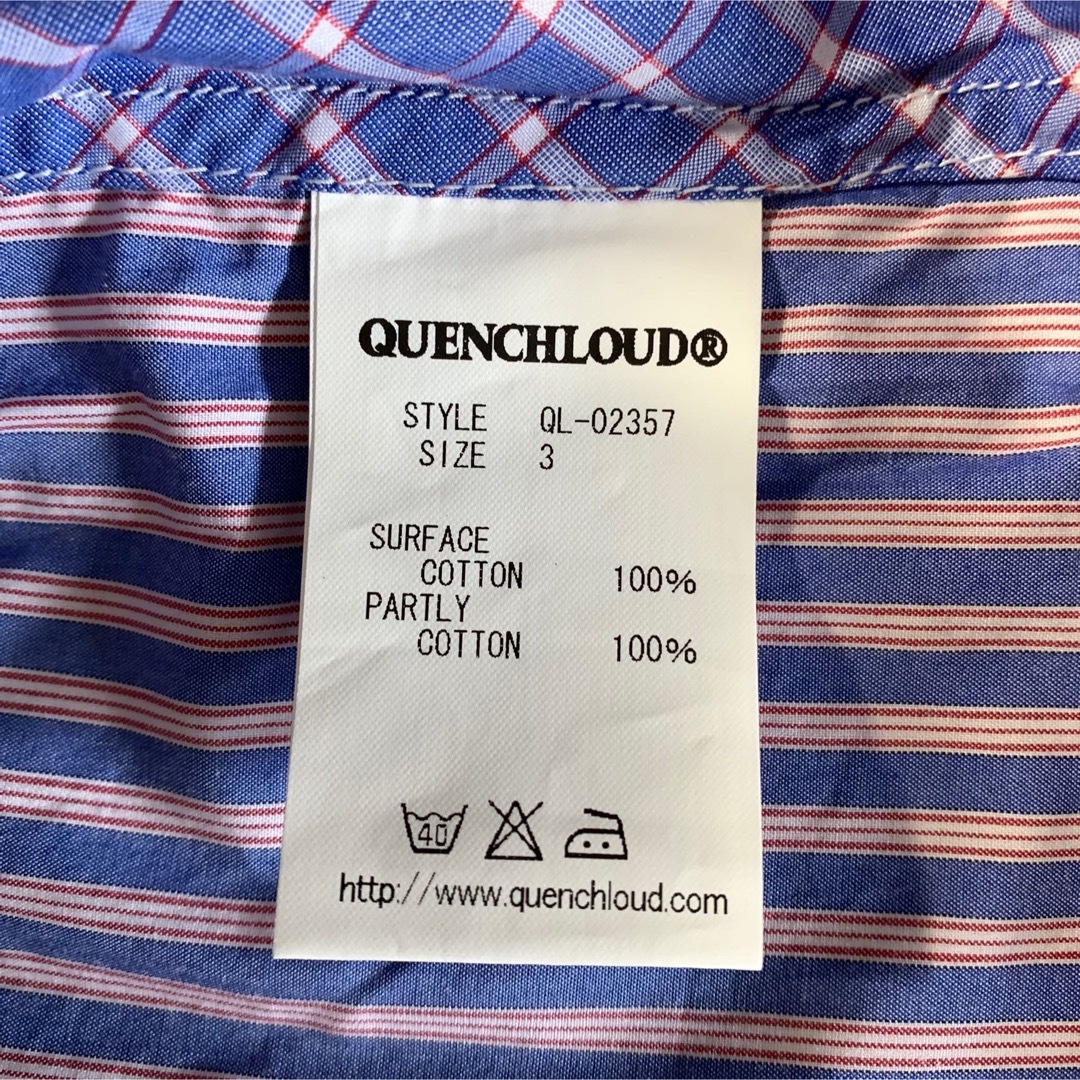 QUENCHLOUD®
STYLE QL-02357
SIZE 3
SURFACE
COTTON 100%
PARTLY
COTTON 100%
40
http://www.quenchloud.com